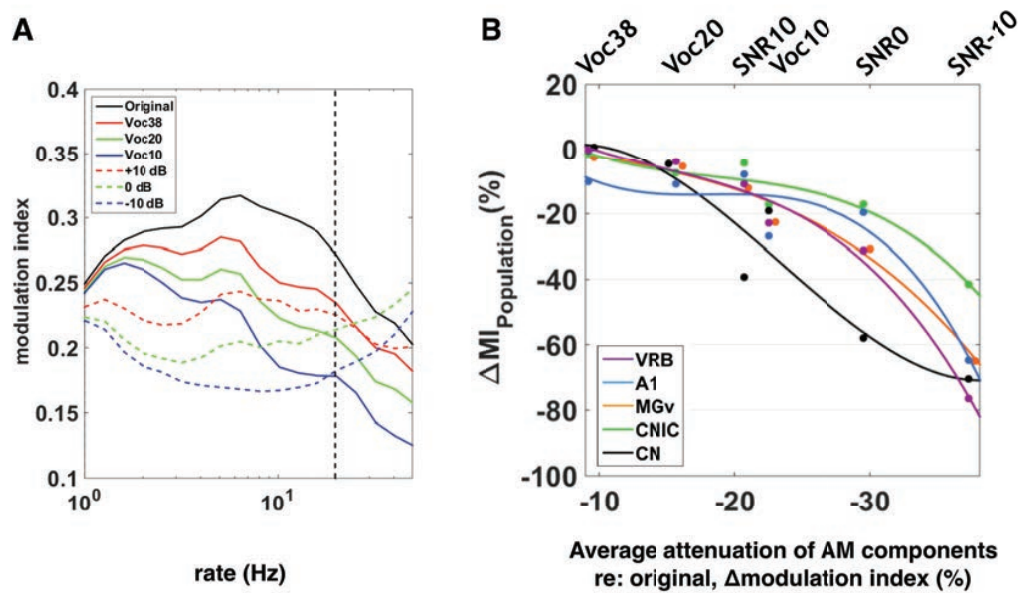 A
modulation index
0.4
0.35
0.3
0.25
0.2
0.15
0.1
Original
Voc38
Voc20
Voc10
+10 dB
0 dB
-10 dB
10^0
10^1
rate (Hz)
B
Voc38
Voc20
SNR10
Voc10
SNR0
SNR-10
ΔMI_Population(%)
20
0
-20
-40
-60
-80
-100
VRB
A1
MGv
CNIC
CN
-10
-20
-30
Average attenuation of AM components
re: original, Δmodulation index (%)